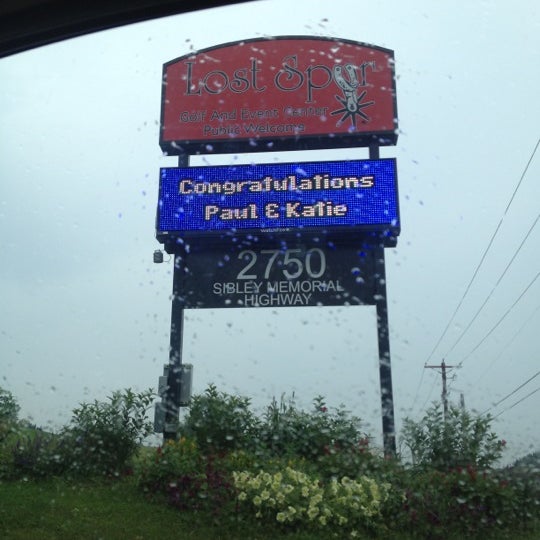 Lost Spur
Golf And Event Center
Public Welcome
Congratulations
Paul & Katie
2750
SIBLEY MEMORIAL
HIGHWAY